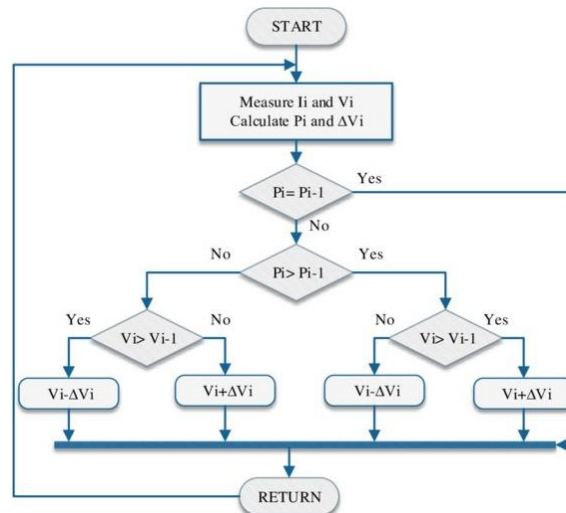 START
Measure Ii and Vi
Calculate Pi and ΔVi
Pi= Pi-1
Yes
No
No
Pi> Pi-1
Yes
Yes
Vi> Vi-1
No
No
Vi> Vi-1
Yes
Vi-ΔVi
Vi+ΔVi
Vi-ΔVi
Vi+ΔVi
RETURN